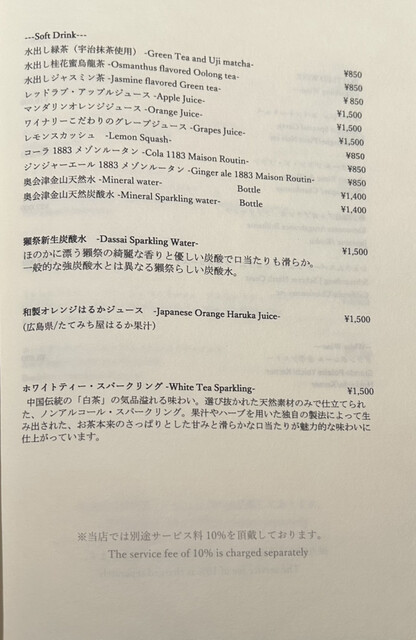 ---Soft Drink---
水出し緑茶（宇治抹茶使用） -Green Tea and Uji matcha- ¥850
水出し桂花蜜烏龍茶 -Osmanthus flavored Oolong tea- ¥850
水出しジャスミン茶 -Jasmine flavored Green tea- ¥850
レッドラブ・アップルジュース -Apple Juice- ¥1,500
マンダリンオレンジジュース -Orange Juice- ¥1,500
ワイナリーこだわりのグレープジュース -Grapes Juice- ¥1,500
レモンスカッシュ -Lemon Squash- ¥850
コーラ 1883 メゾンルータン -Cola 1183 Maison Routin- ¥850
ジンジャーエール 1883 メゾンルータン -Ginger ale 1883 Maison Routin- ¥850
奥会津金山天然水 -Mineral water- Bottle ¥1,400
奥会津金山天然炭酸水 -Mineral Sparkling water- Bottle ¥1,400
獺祭新生炭酸水 -Dassai Sparkling Water- ¥1,500
ほのかに漂う獺祭の綺麗な香りと優しい炭酸で口当たりも滑らか。
一般的な強炭酸水とは異なる獺祭らしい炭酸水。
和製オレンジはるかジュース -Japanese Orange Haruka Juice- ¥1,500
(広島県/たてみち屋はるか果汁)
ホワイトティー・スパークリング -White Tea Sparkling- ¥1,500
中国伝統の「白茶」の気品溢れる味わい。選び抜かれた天然素材のみで仕立てられ
た、ノンアルコール・スパークリング。果汁やハーブを用いた独自の製法によって生
み出された、お茶本来のさっぱりとした甘みと滑らかな口当たりが魅力的な味わいに
仕上がっています。
※当店では別途サービス料 10%を頂戴しております。
The service fee of 10% is charged separately